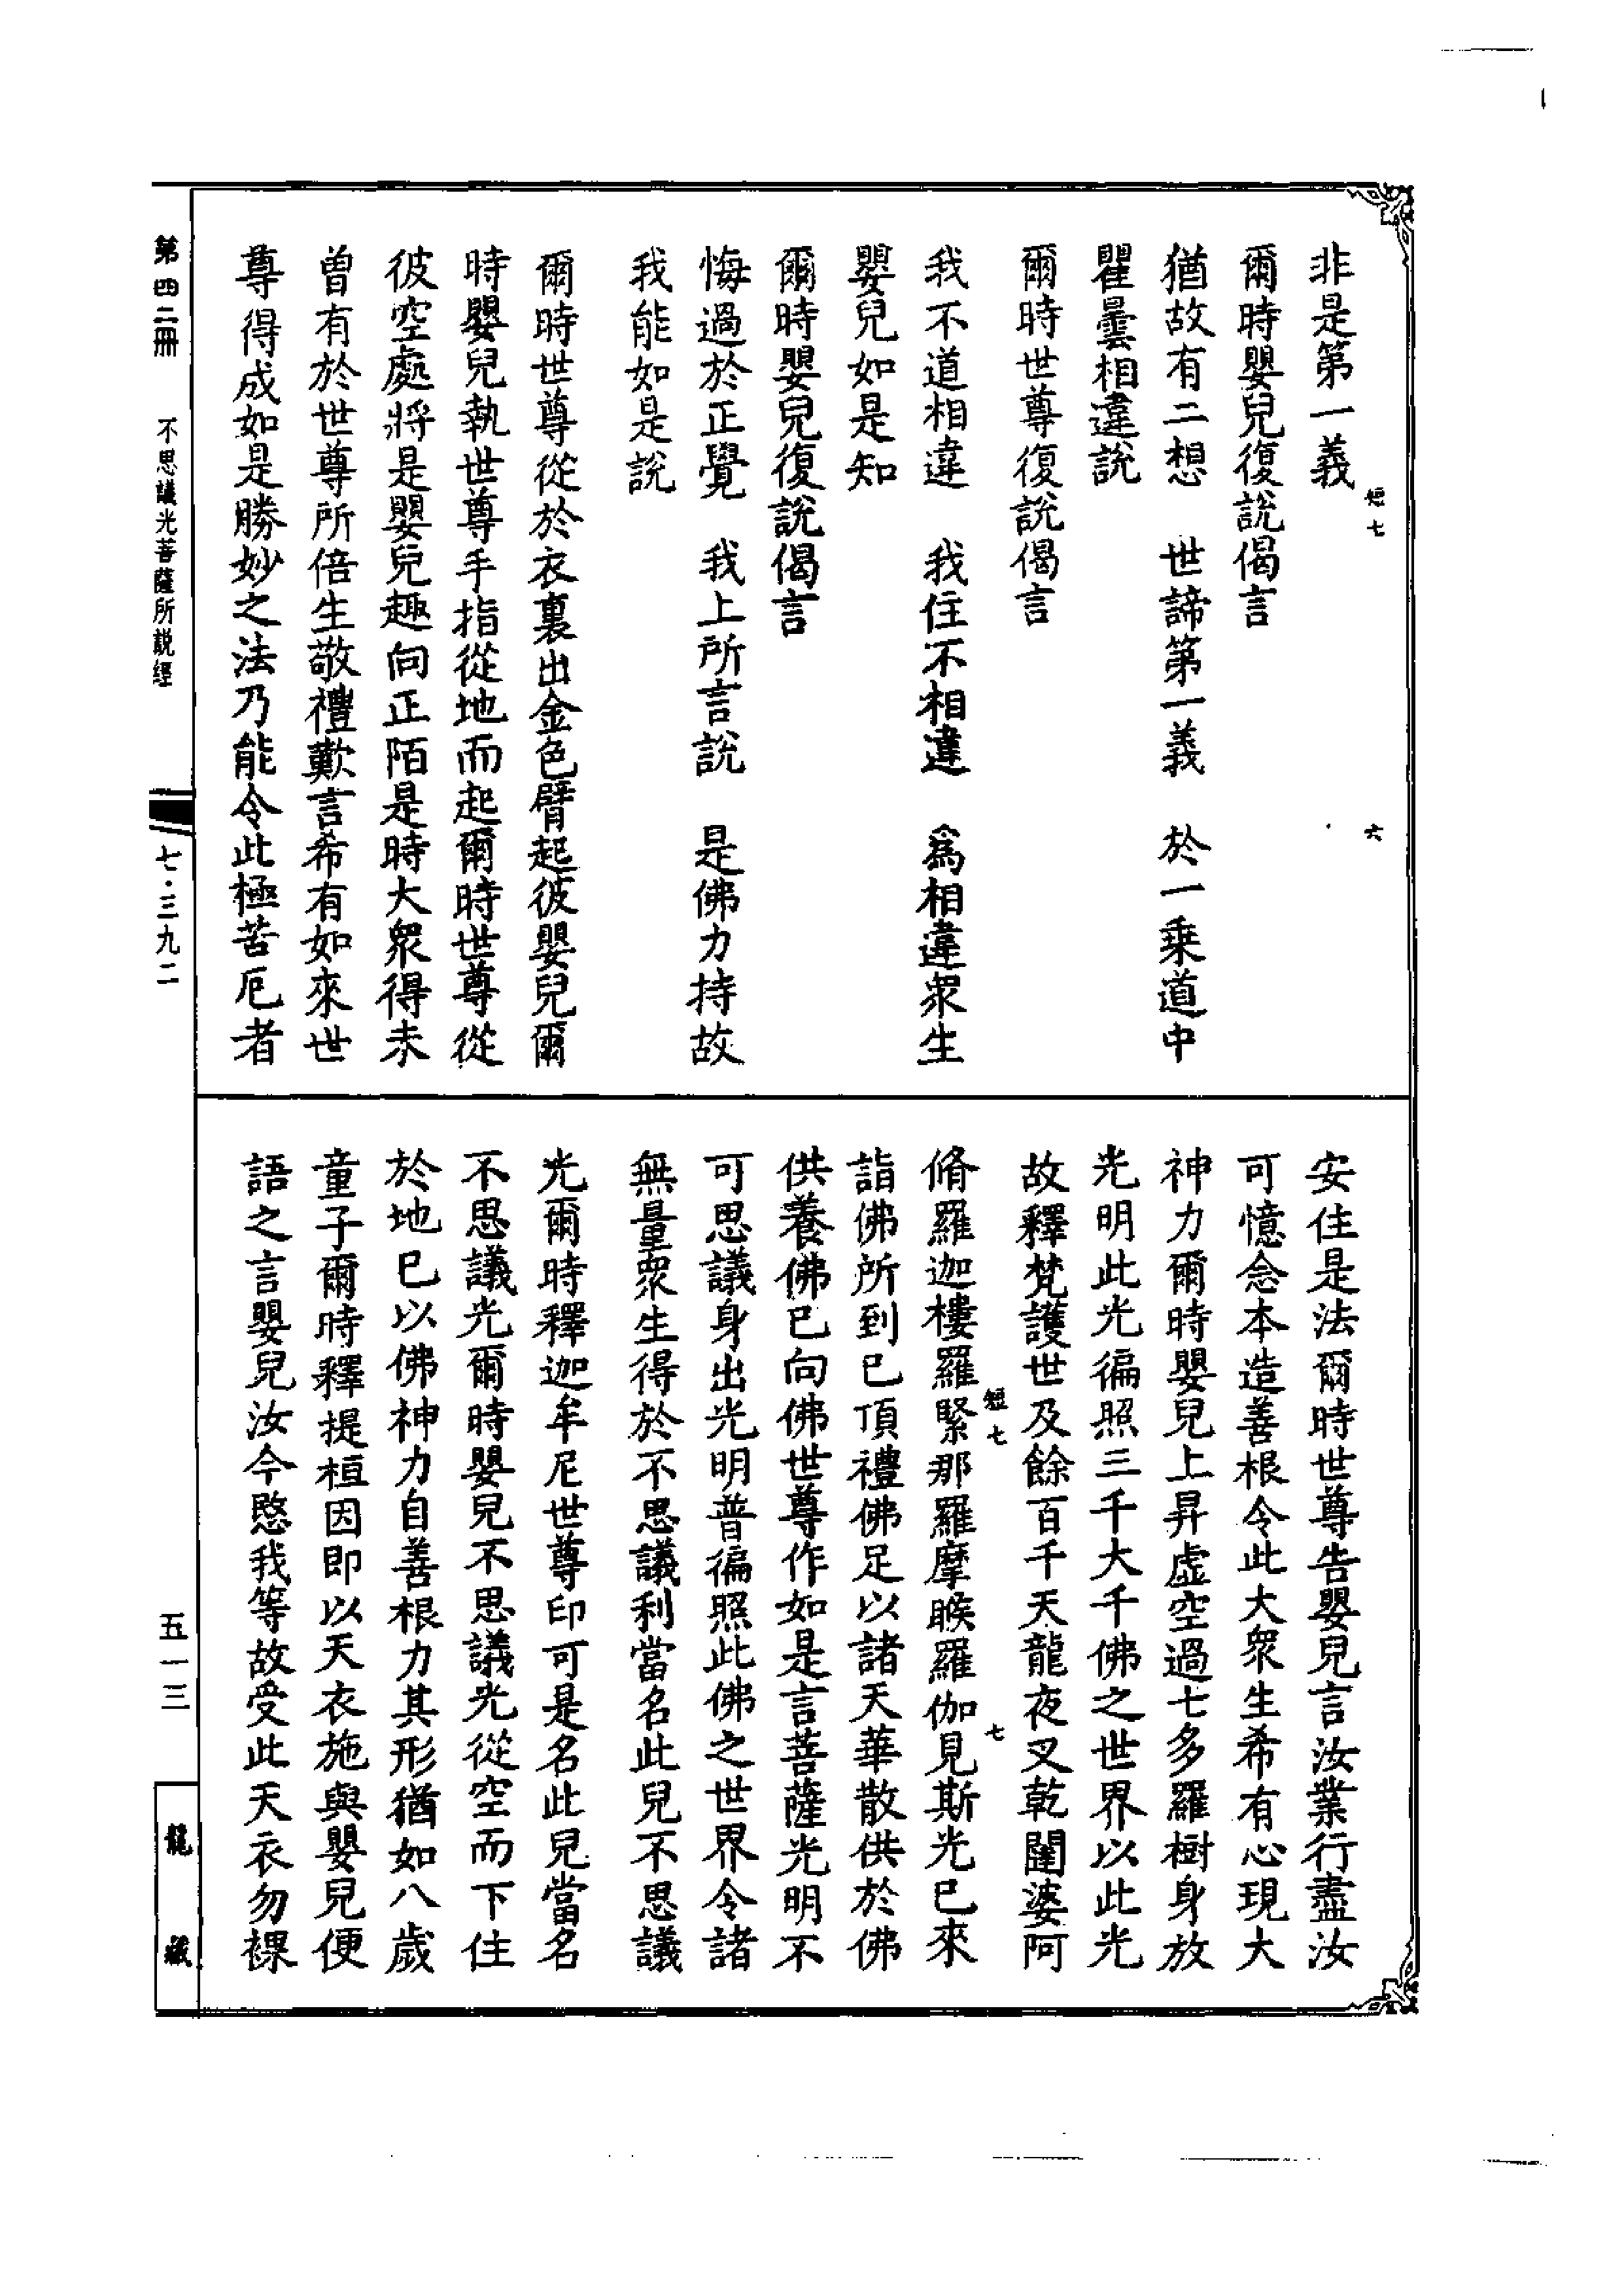 非是第一義
短七
六
爾時嬰兒復說偈言
猶故有二想　世諦第一義　於一乘道中
瞿曇相違說
爾時世尊復說偈言
我不道相違　我住不相違　為相違眾生
嬰兒如是知
爾時嬰兒復說偈言
悔過於正覺　我上所言說　是佛力持故
我能如是說
爾時世尊從於衣裏出金色臂起彼嬰兒爾
時嬰兒執世尊手指從地而起爾時世尊從
彼空處將是嬰兒趣向正陌是時大眾得未
曾有於世尊所倍生敬禮歎言希有如來世
尊得成如是勝妙之法乃能令此極苦厄者
安住是法爾時世尊告嬰兒言汝業行盡汝
可憶念本造善根令此大眾生希有心現大
神力爾時嬰兒上昇虛空過七多羅樹身放
光明此光徧照三千大千佛之世界以此光
故釋梵護世及餘百千天龍夜叉乾闥婆阿
脩羅迦樓羅緊那羅摩睺羅伽見斯光已來
短七
七
詣佛所到已頂禮佛足以諸天華散供於佛
供養佛已向佛世尊作如是言菩薩光明不
可思議身出光明普徧照此佛之世界令諸
無量眾生得於不思議利當名此兒不思議
光爾時釋迦牟尼世尊印可是名此兒當名
不思議光爾時嬰兒不思議光從空而下住
於地已以佛神力自善根力其形猶如八歲
童子爾時釋提桓因即以天衣施與嬰兒便
語之言嬰兒汝今愍我等故受此天衣勿裸
第四二冊　不思議光菩薩所說經　七·三九二
五一三
龍藏